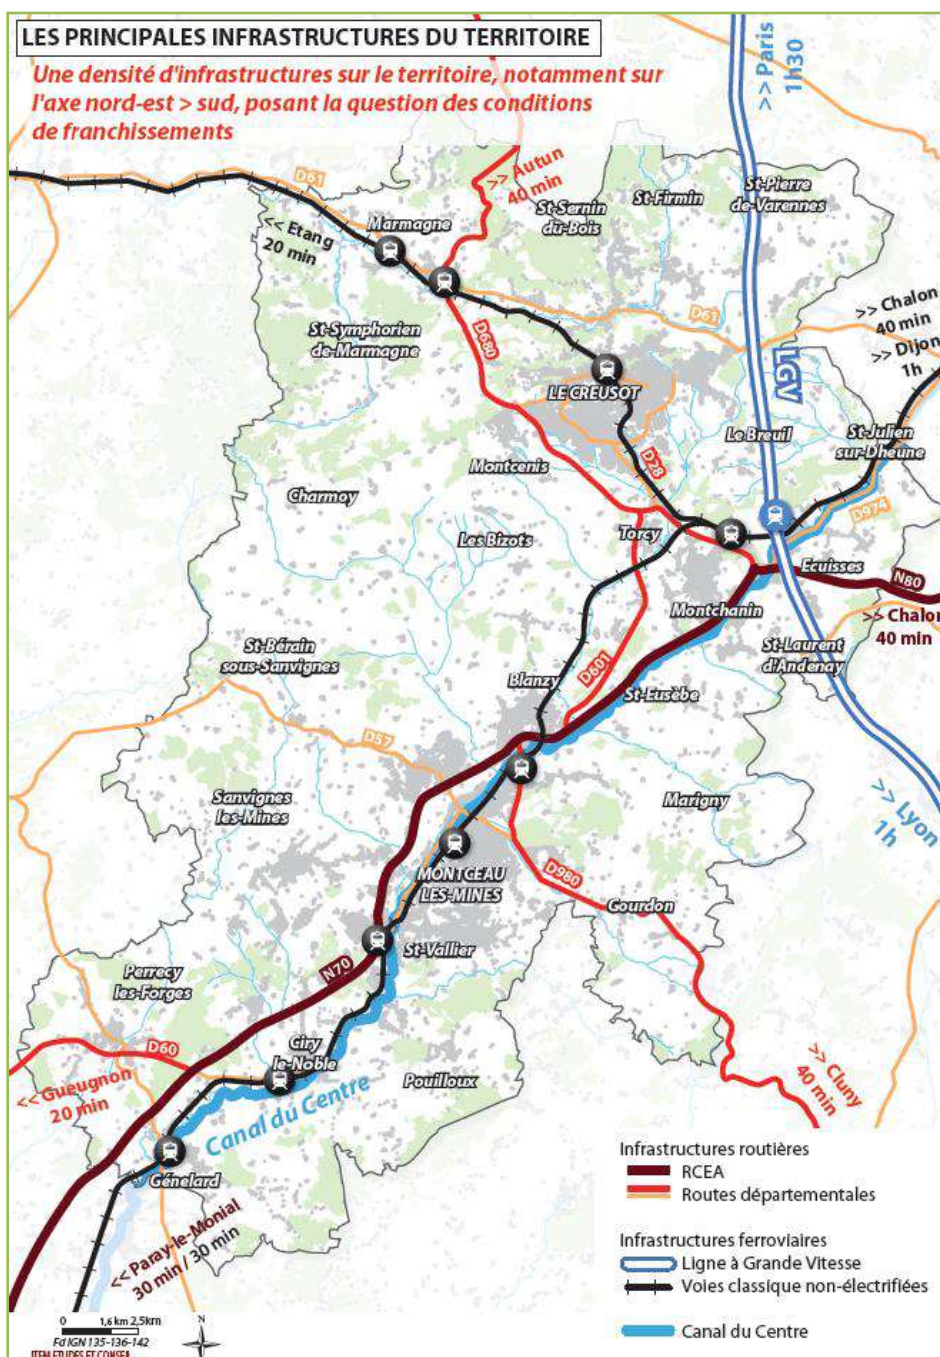 LES PRINCIPALES INFRASTRUCTURES DU TERRITOIRE
Une densité d'infrastructures sur le territoire, notamment sur
l'axe nord-est > sud, posant la question des conditions
de franchissements
>> Paris
1h30
D61
>> Autun
40 min
Marmagne
<< Etang
20 min
St-Sernin
du-Bois
St-Firmin
St-Pierre
de-Varennes
>> Chalon
40 min
>> Dijon
1h
D61
St-Symphorien
de-Marmagne
D680
LGV
LE CREUSOT
Le Breuil
St-Julien
sur-Dheune
D28
Montcenis
Charmoy
D974
Les Bizots
Torcy
Ecuisses
N80
Montchanin
>> Chalon
40 min
St-Bérain
sous-Sanvignes
St-Laurent
d'Andenay
D601
Blanzy
St-Eusèbe
D57
Sanvignes
les-Mines
Marigny
>> Lyon
1h
MONTCEAU
LES-MINES
D980
Gourdon
St-Vallier
N70
Perrecy
les-Forges
D60
Ciry
le-Noble
<< Gueugnon
20 min
Pouilloux
>> Cluny
40 min
Canal du Centre
Génelard
<< Paray-le-Monial
30 min / 30 min
Infrastructures routières
RCEA
Routes départementales
Infrastructures ferroviaires
Ligne à Grande Vitesse
Voies classique non-électrifiées
Canal du Centre
0 1,6 km 2,5km
Fd IGN 135-136-142
ITEM ETUDES ET CONSEIL
N